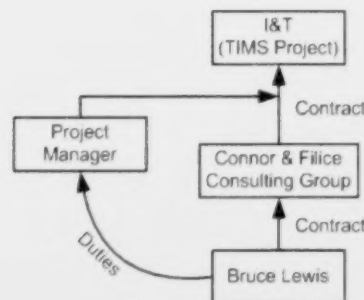 I&T
(TIMS Project)
Contract
Project
Manager
Connor & Filice
Consulting Group
Contract
Duties
Bruce Lewis